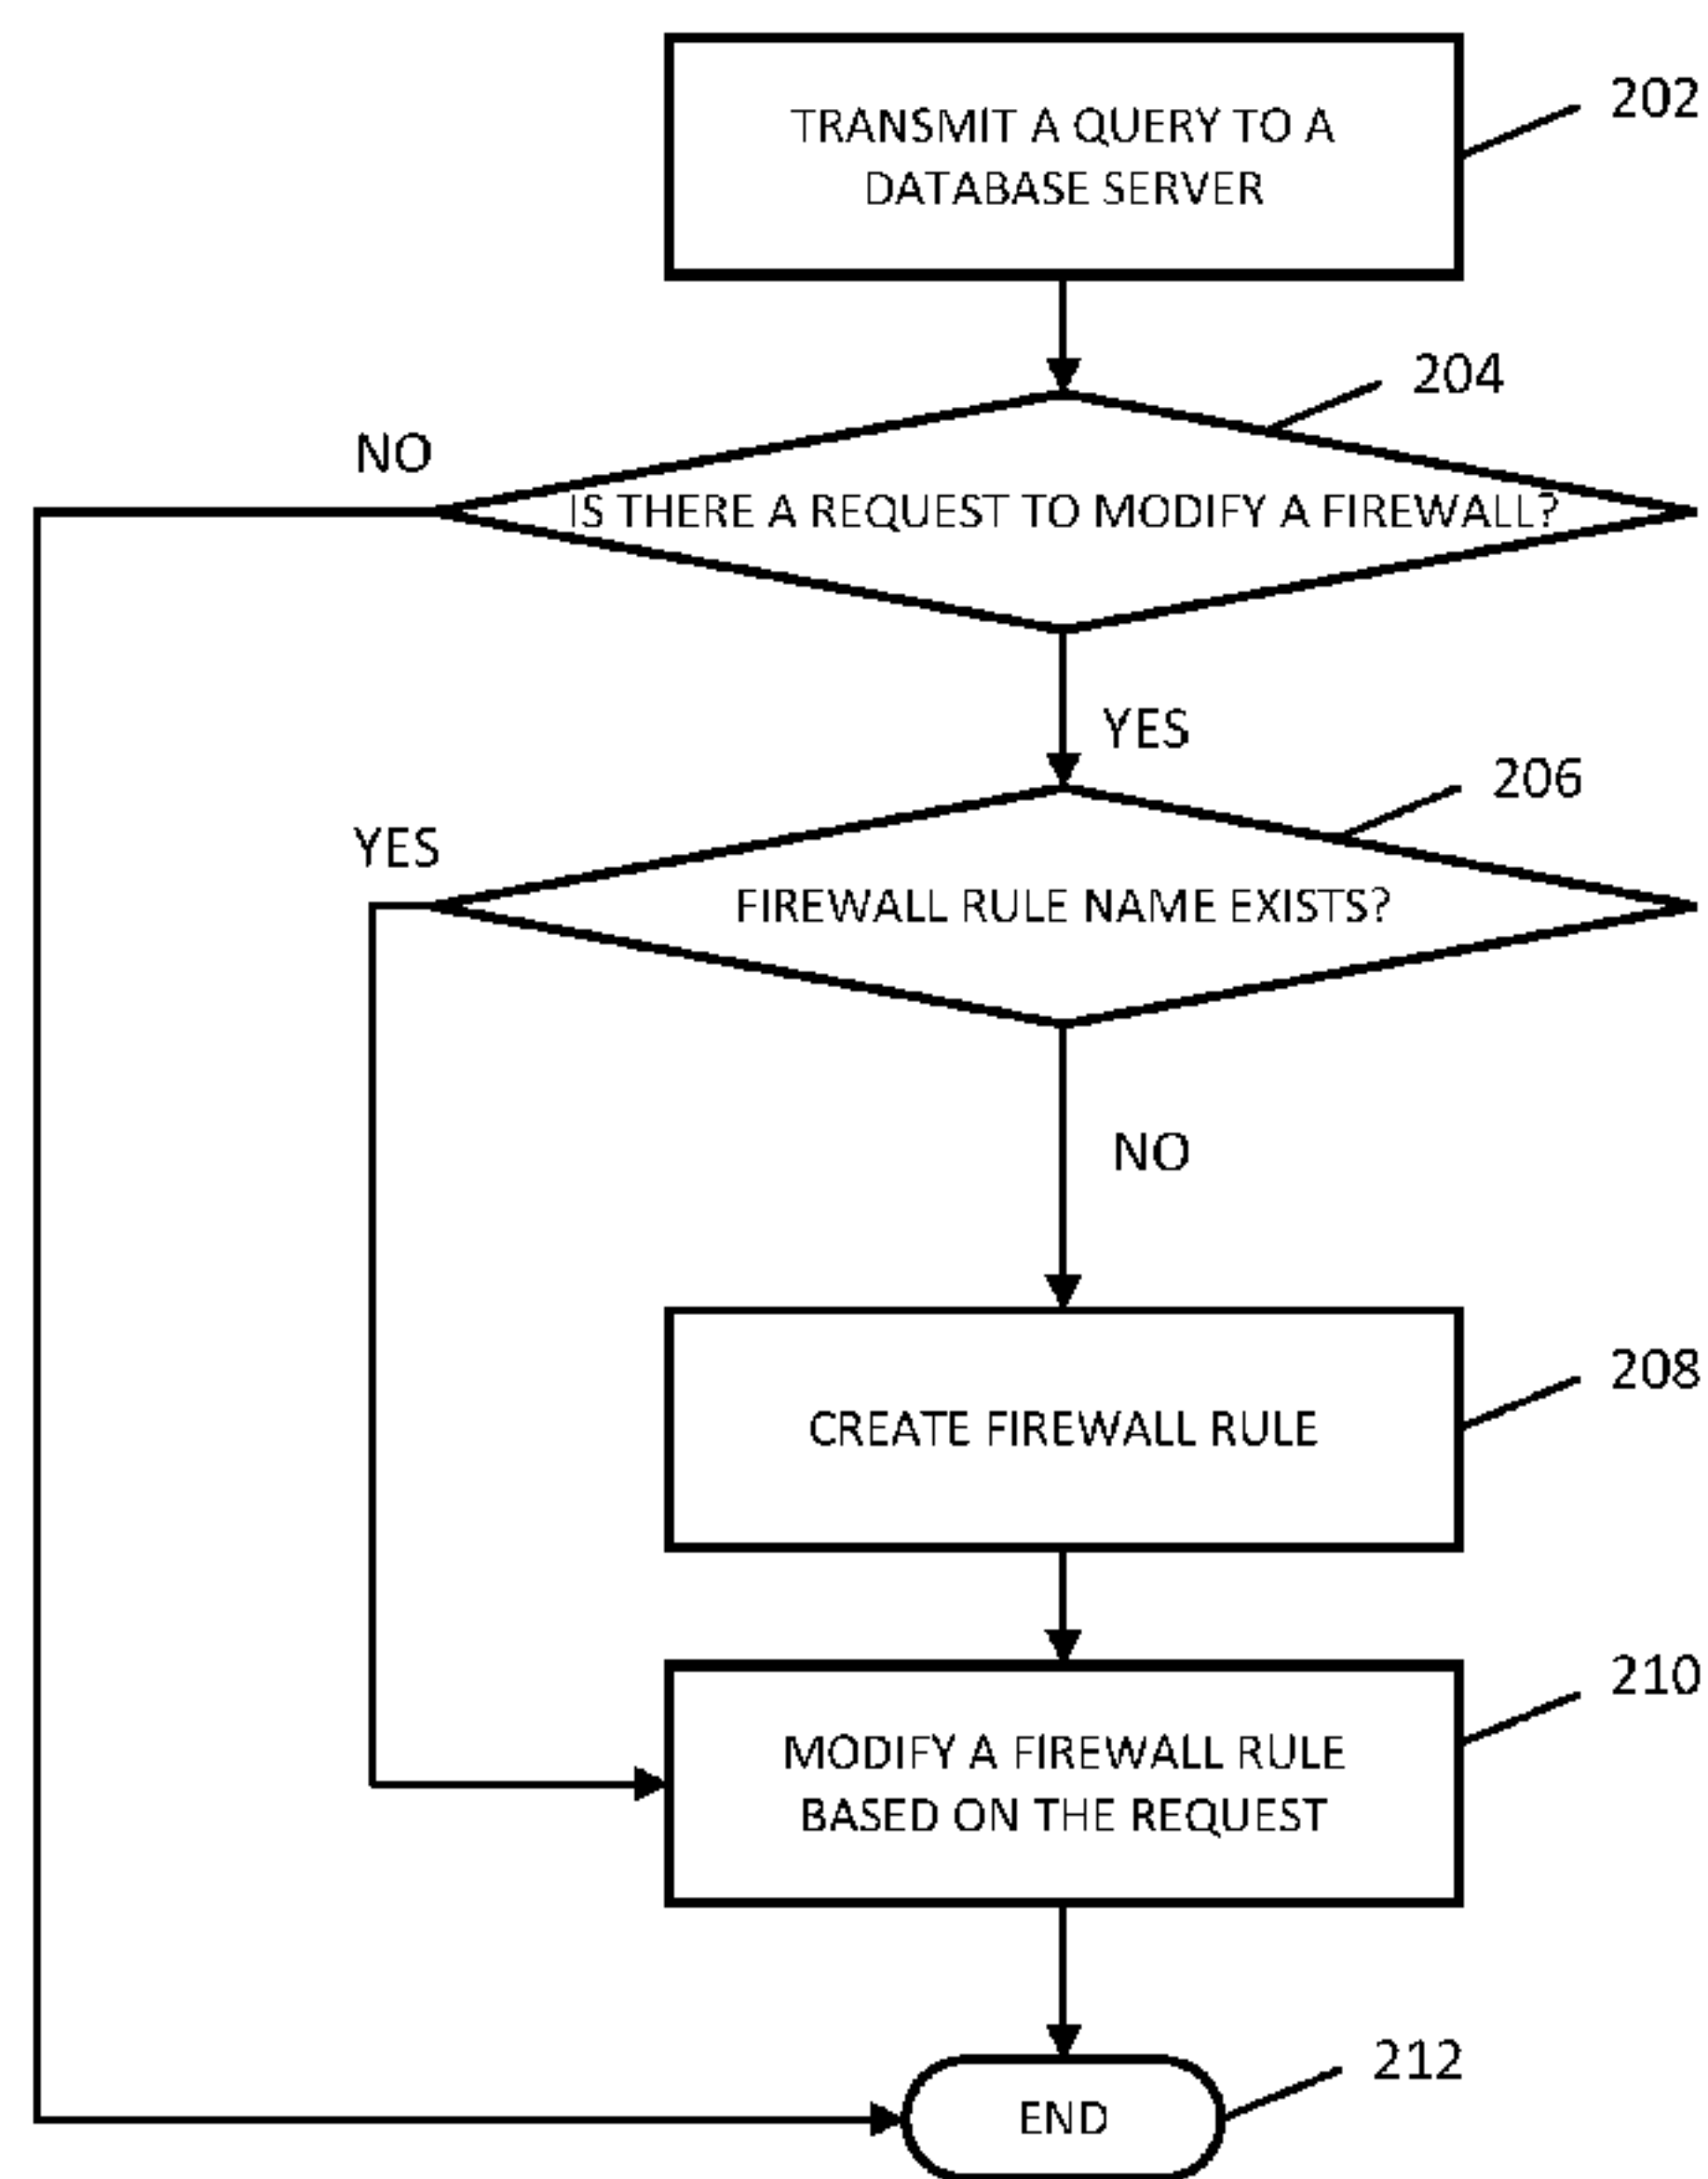 TRANSMIT A QUERY TO A
DATABASE SERVER
202
204
NO
IS THERE A REQUEST TO MODIFY A FIREWALL?
YES
206
YES
FIREWALL RULE NAME EXISTS?
NO
208
CREATE FIREWALL RULE
210
MODIFY A FIREWALL RULE
BASED ON THE REQUEST
212
END